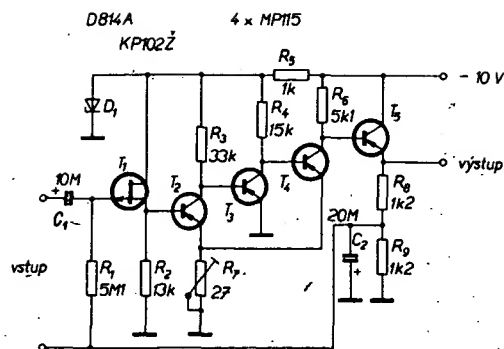 D814A
4 x MP115
KP102Ž
R5
1k
- 10 V
D1
R3
33k
R4
15k
R6
5k1
T5
T1
T2
T3
T4
výstup
10M
C1
R8
1k2
20M
C2
R9
1k2
vstup
R1
5M1
R2
13k
R7
27
+
+